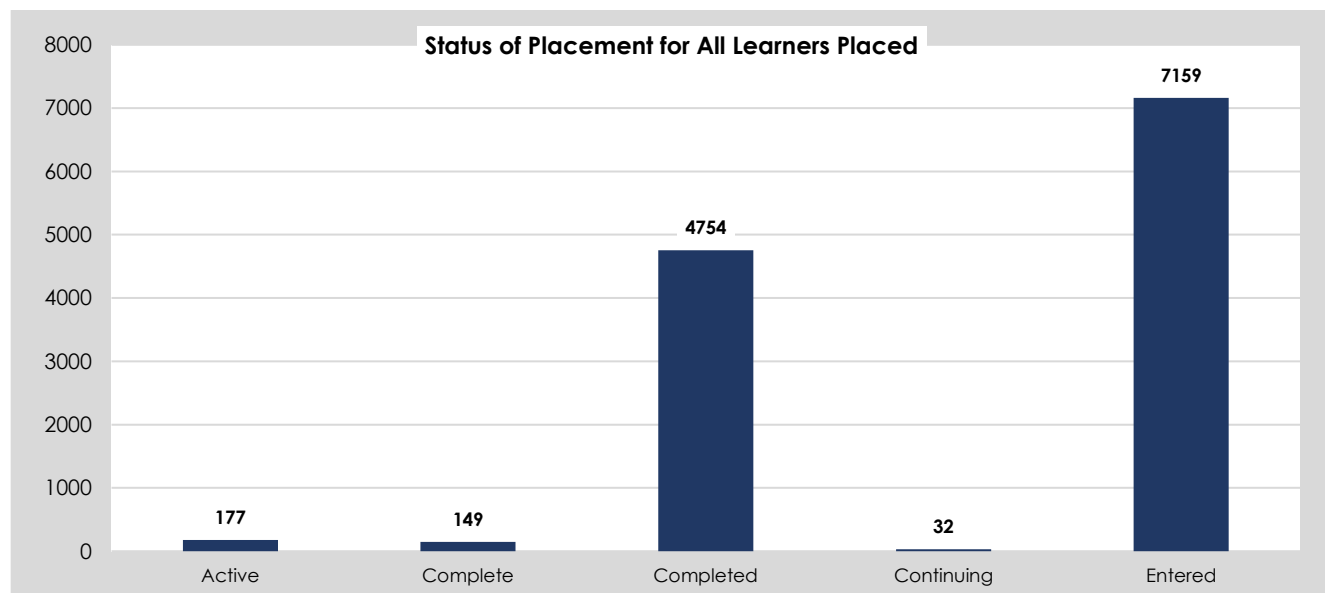 Status of Placement for All Learners Placed
8000
7000
6000
5000
4000
3000
2000
1000
0
177
149
4754
32
7159
Active
Complete
Completed
Continuing
Entered